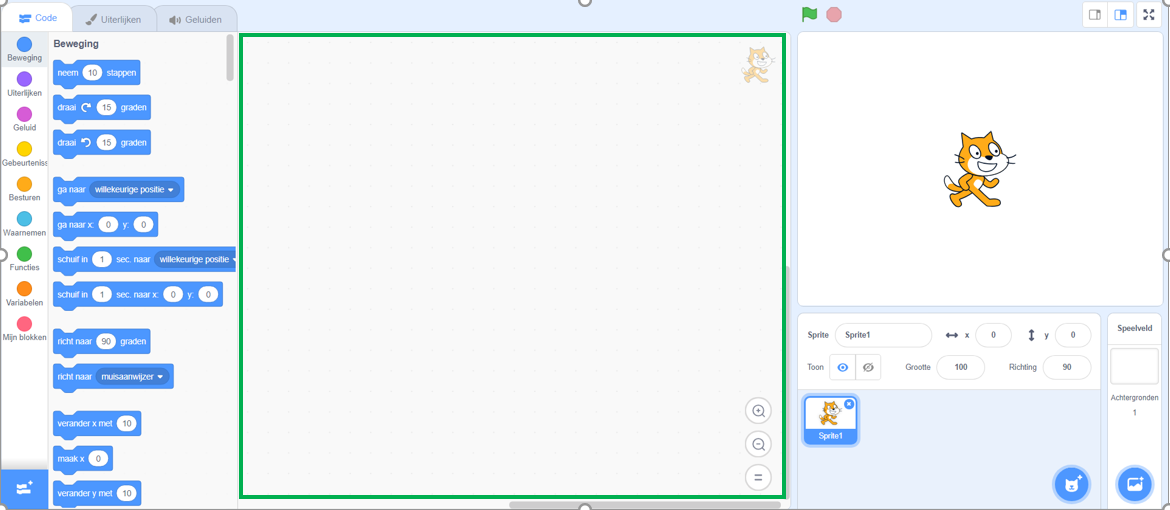 Code
Uiterlijken
Geluiden
Beweging
Uiterlijken
Geluid
Gebeurteniss
Besturen
Waarnemen
Functies
Variabelen
Mijn blokken
Beweging
neem 10 stappen
draai 15 graden
draai 15 graden
ga naar willekeurige positie
ga naar x: 0 y: 0
schuif in 1 sec. naar willekeurige positie
schuif in 1 sec. naar x: 0 y: 0
richt naar 90 graden
richt naar muisaanwijzer
verander x met 10
maak x 0
verander y met 10
Sprite Sprite1 x 0 y 0
Toon Grootte 100 Richting 90
Sprite1
Speelveld
Achtergronden
1